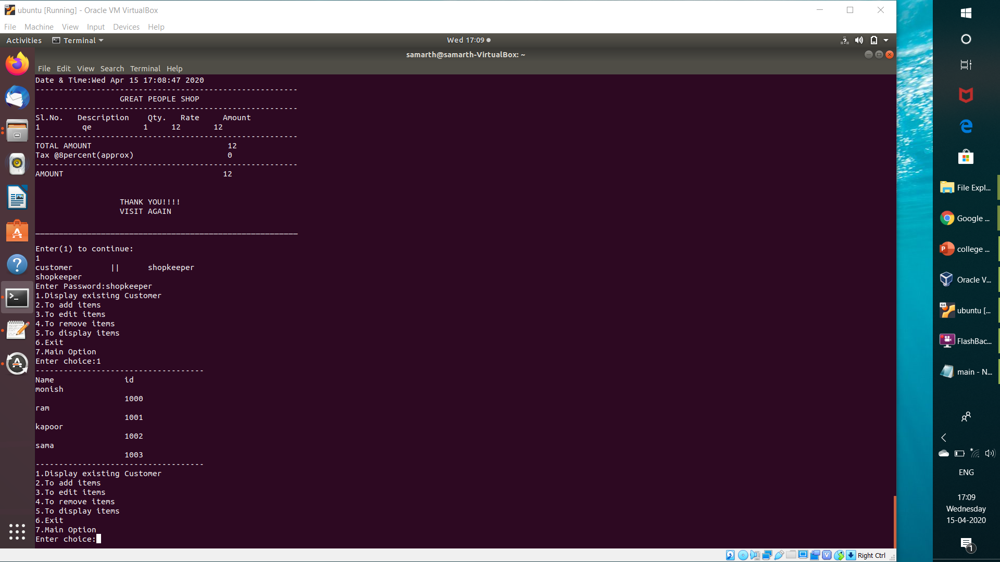 ubuntu [Running] - Oracle VM VirtualBox
File Machine View Input Devices Help
Activities Terminal Wed 17:09
samarth@samarth-VirtualBox: ~
File Edit View Search Terminal Help
Date & Time:Wed Apr 15 17:08:47 2020
--------------------------------------------------------
GREAT PEOPLE SHOP
--------------------------------------------------------
Sl.No. Description Qty. Rate Amount
1 qe 1 12 12
--------------------------------------------------------
TOTAL AMOUNT 12
Tax @8percent(approx) 0
--------------------------------------------------------
AMOUNT 12
THANK YOU!!!!
VISIT AGAIN
________________________________________________________
Enter(1) to continue:
1
customer || shopkeeper
shopkeeper
Enter Password:shopkeeper
1.Display existing Customer
2.To add items
3.To edit items
4.To remove items
5.To display items
6.Exit
7.Main Option
Enter choice:1
------------------------------------
Name id
monish
1000
ram
1001
kapoor
1002
sama
1003
------------------------------------
1.Display existing Customer
2.To add items
3.To edit items
4.To remove items
5.To display items
6.Exit
7.Main Option
Enter choice:
Right Ctrl
File Expl...
Google ...
college ...
Oracle V...
ubuntu [...
FlashBac...
main - N...
ENG
17:09
Wednesday
15-04-2020
1